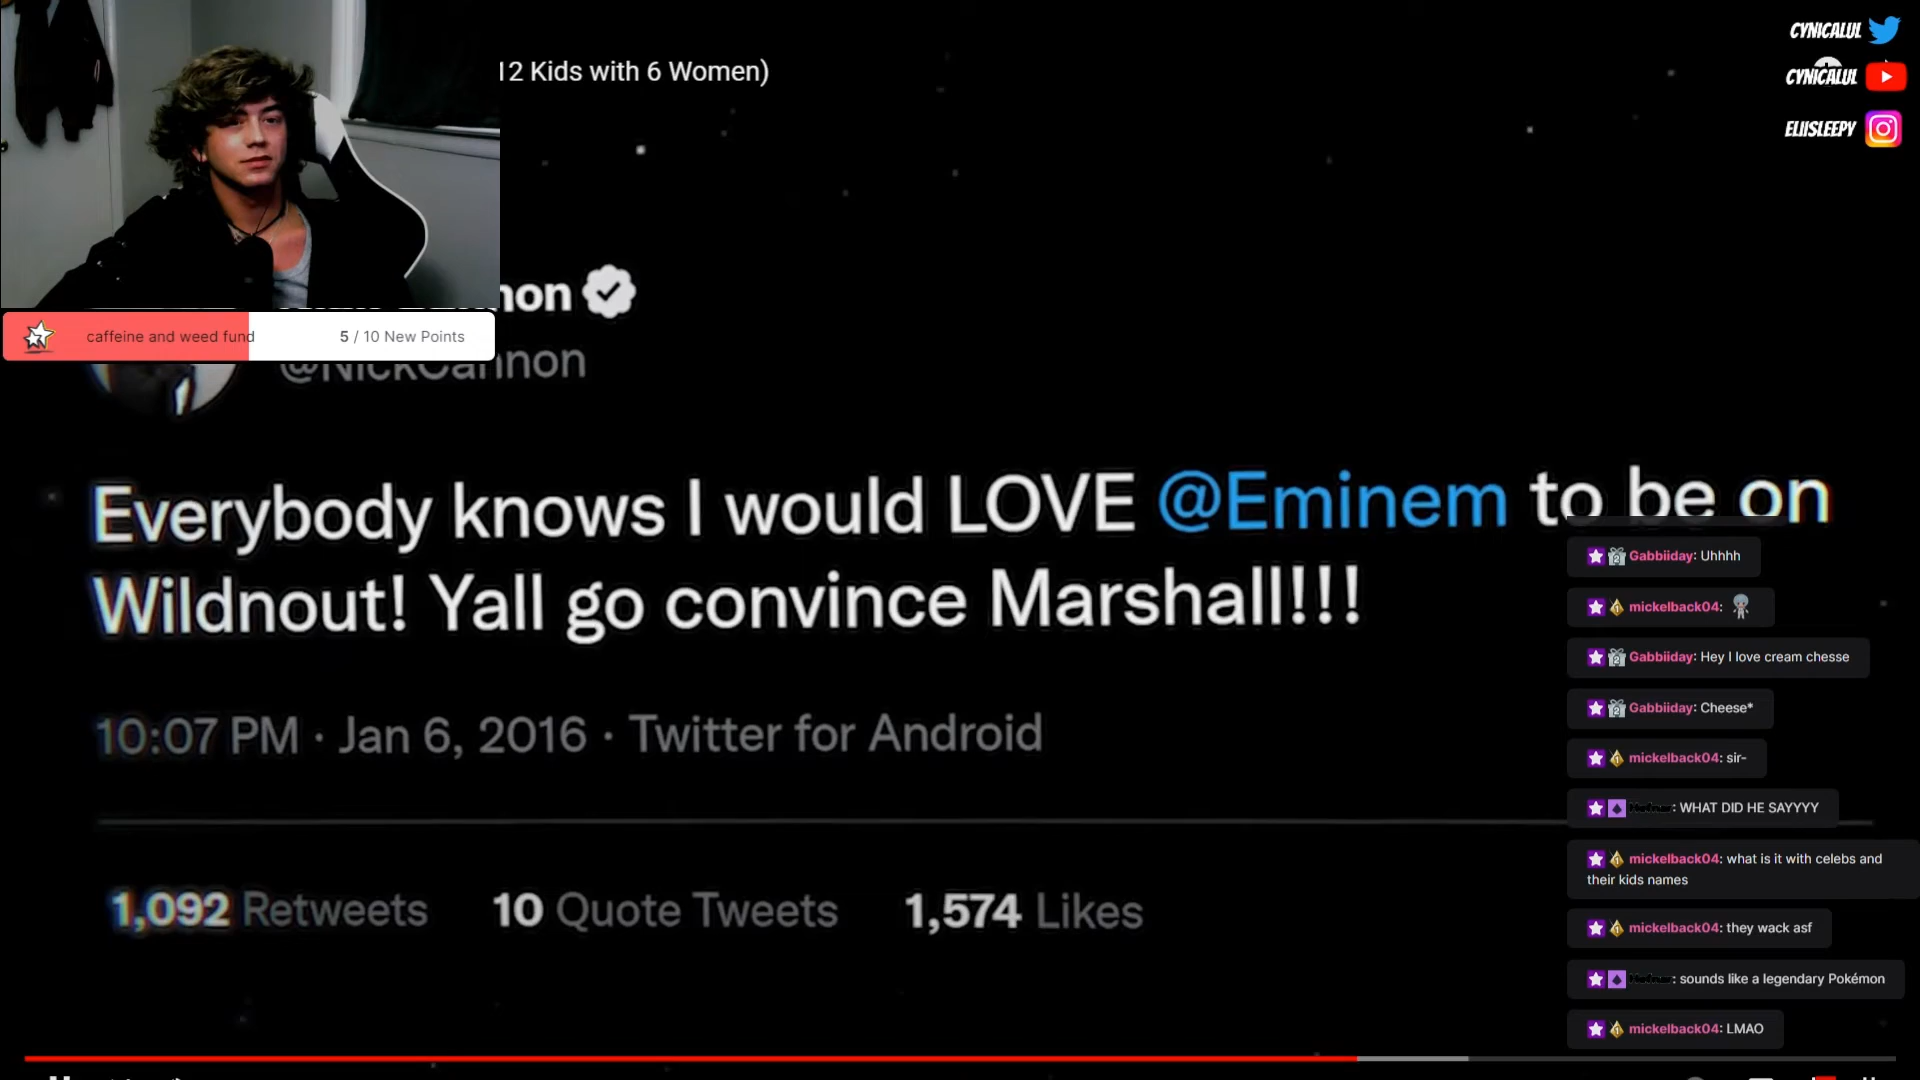 12 Kids with 6 Women)
CYNICALUL
CYNICALUL
ELIISLEEPY
caffeine and weed fund 5 / 10 New Points
@NickCannon
Everybody knows I would LOVE @Eminem to be on
Wildnout! Yall go convince Marshall!!!
10:07 PM · Jan 6, 2016 · Twitter for Android
1,092 Retweets 10 Quote Tweets 1,574 Likes
Gabbiiday: Uhhhh
mickelback04:
Gabbiiday: Hey I love cream chesse
Gabbiiday: Cheese*
mickelback04: sir-
: WHAT DID HE SAYYYY
mickelback04: what is it with celebs and
their kids names
mickelback04: they wack asf
: sounds like a legendary Pokémon
mickelback04: LMAO